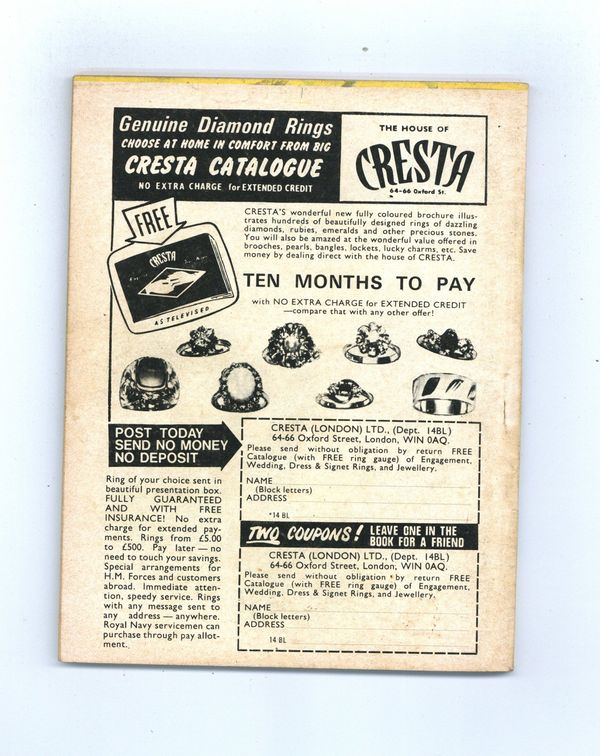 Genuine Diamond Rings
CHOOSE AT HOME IN COMFORT FROM BIG
CRESTA CATALOGUE
NO EXTRA CHARGE for EXTENDED CREDIT
THE HOUSE OF
CRESTA
64-66 Oxford St.
FREE
CRESTA
AS TELEVISED
CRESTA'S wonderful new fully coloured brochure illus-
trates hundreds of beautifully designed rings of dazzling
diamonds, rubies, emeralds and other precious stones.
You will also be amazed at the wonderful value offered in
brooches, pearls, bangles, lockets, lucky charms, etc. Save
money by dealing direct with the house of CRESTA.
TEN MONTHS TO PAY
with NO EXTRA CHARGE for EXTENDED CREDIT
—compare that with any other offer!
POST TODAY
SEND NO MONEY
NO DEPOSIT
Ring of your choice sent in
beautiful presentation box.
FULLY GUARANTEED
AND WITH FREE
INSURANCE! No extra
charge for extended pay-
ments. Rings from £5.00
to £500. Pay later — no
need to touch your savings.
Special arrangements for
H.M. Forces and customers
abroad. Immediate atten-
tion, speedy service. Rings
with any message sent to
any address — anywhere.
Royal Navy servicemen can
purchase through pay allot-
ment.
CRESTA (LONDON) LTD., (Dept. 14BL)
64-66 Oxford Street, London, WIN 0AQ.
Please send without obligation by return FREE
Catalogue (with FREE ring gauge) of Engagement,
Wedding, Dress & Signet Rings, and Jewellery.
NAME
(Block letters)
ADDRESS
*14 BL
TWO COUPONS! LEAVE ONE IN THE
BOOK FOR A FRIEND
CRESTA (LONDON) LTD., (Dept. 14BL)
64-66 Oxford Street, London, WIN 0AQ.
Please send without obligation by return FREE
Catalogue (with FREE ring gauge) of Engagement,
Wedding, Dress & Signet Rings, and Jewellery.
NAME
(Block letters)
ADDRESS
14 BL